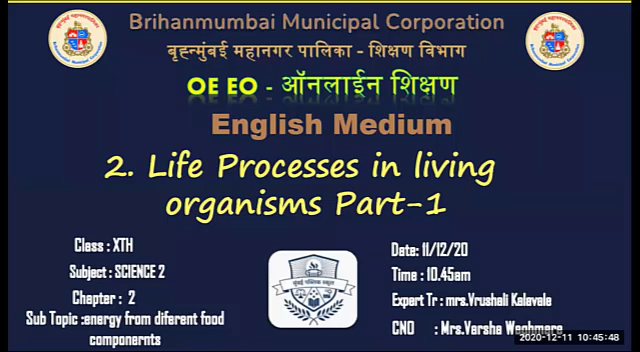 Brihanmumbai Municipal Corporation
बृहन्मुंबई महानगर पालिका - शिक्षण विभाग
OE EO - ऑनलाईन शिक्षण
English Medium
2. Life Processes in living
organisms Part-1
Class : XTH
Subject : SCIENCE 2
Chapter : 2
Sub Topic :energy from diferent food
componernts
मुंबई पब्लिक स्कूल
Date: 11/12/20
Time : 10.45am
Expert Tr : mrs.Vrushali Kalavale
CNO : Mrs.Varsha Waghmare
2020-12-11 10:45:48